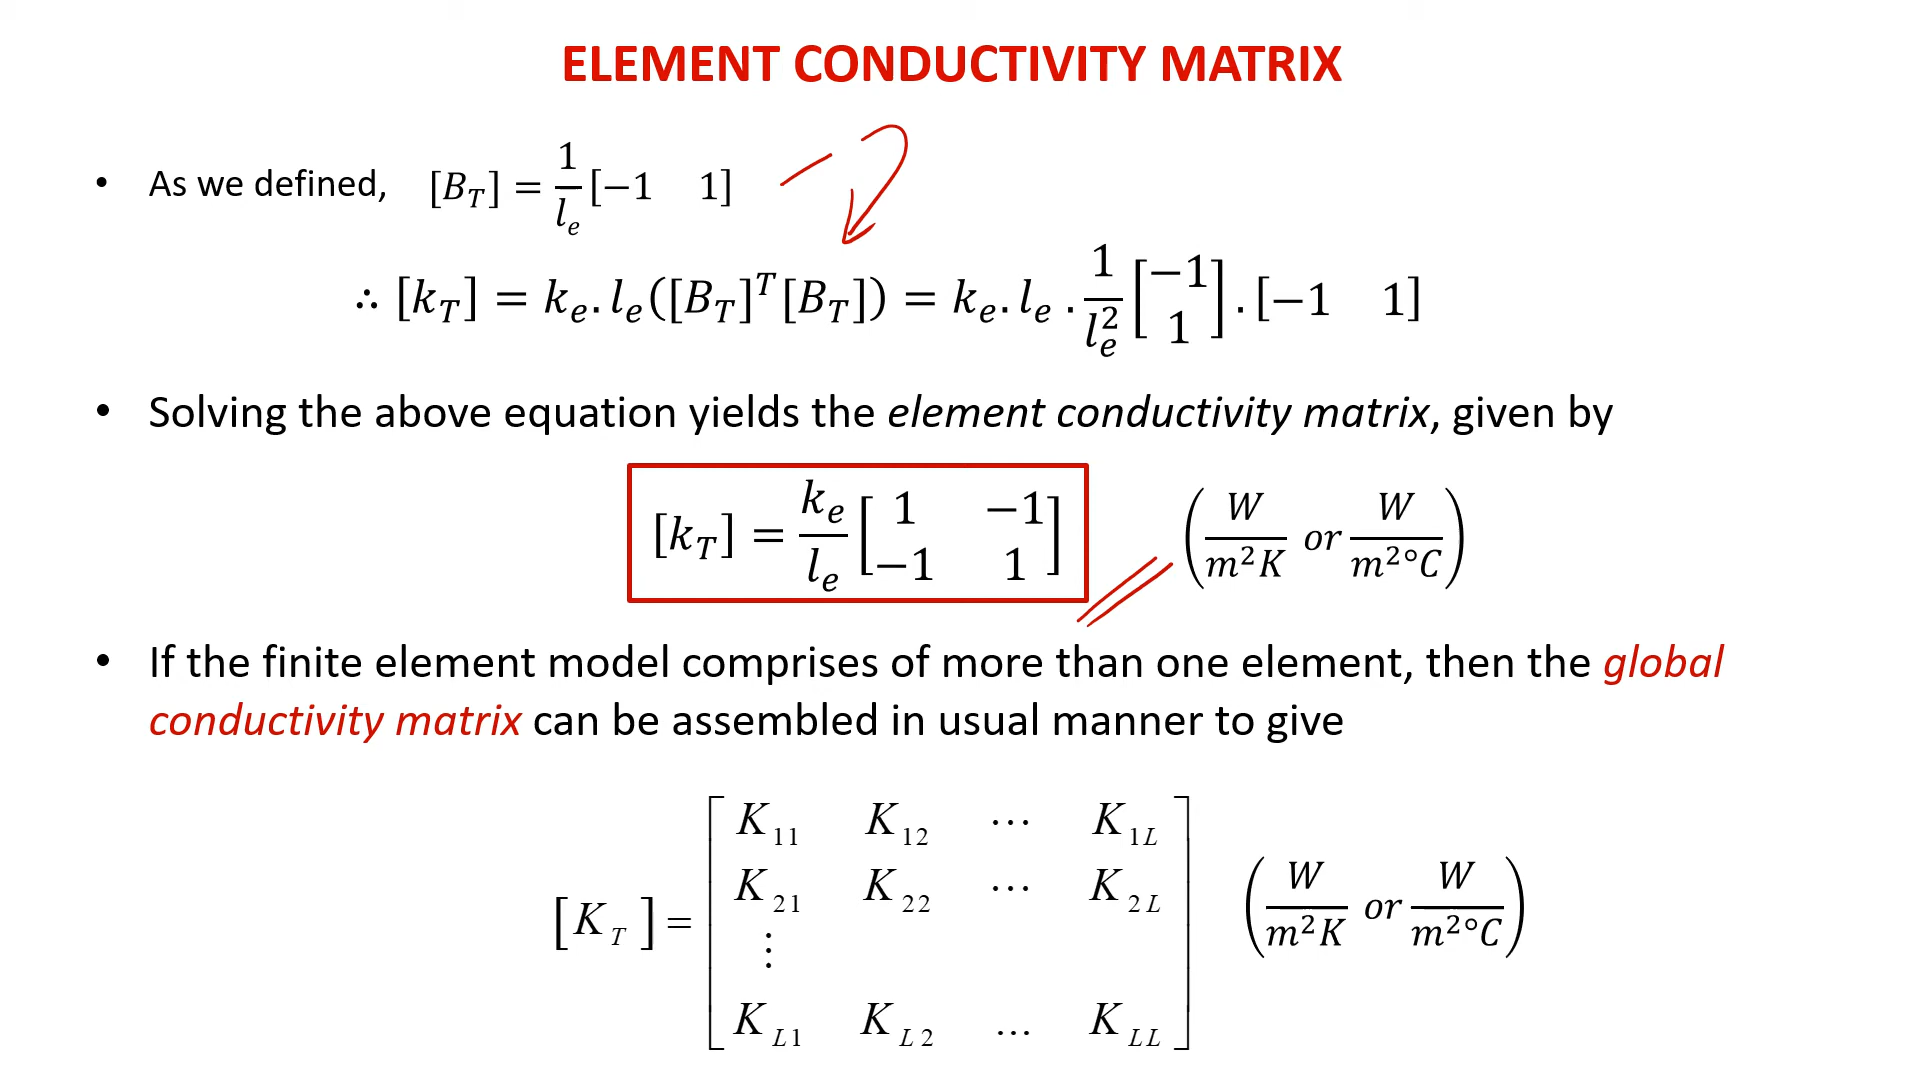 ELEMENT CONDUCTIVITY MATRIX
• As we defined, [B_T] = 1/l_e [−1 1]
∴ [k_T] = k_e. l_e([B_T]^T[B_T]) = k_e. l_e . 1/l_e^2 [−1; 1] . [−1 1]
• Solving the above equation yields the element conductivity matrix, given by
[k_T] = k_e/l_e [1 −1; −1 1] (W/m²K or W/m²°C)
• If the finite element model comprises of more than one element, then the global
conductivity matrix can be assembled in usual manner to give
[K_T] = [K_11 K_12 ⋯ K_1L; K_21 K_22 ⋯ K_2L; ⋮; K_L1 K_L2 … K_LL] (W/m²K or W/m²°C)